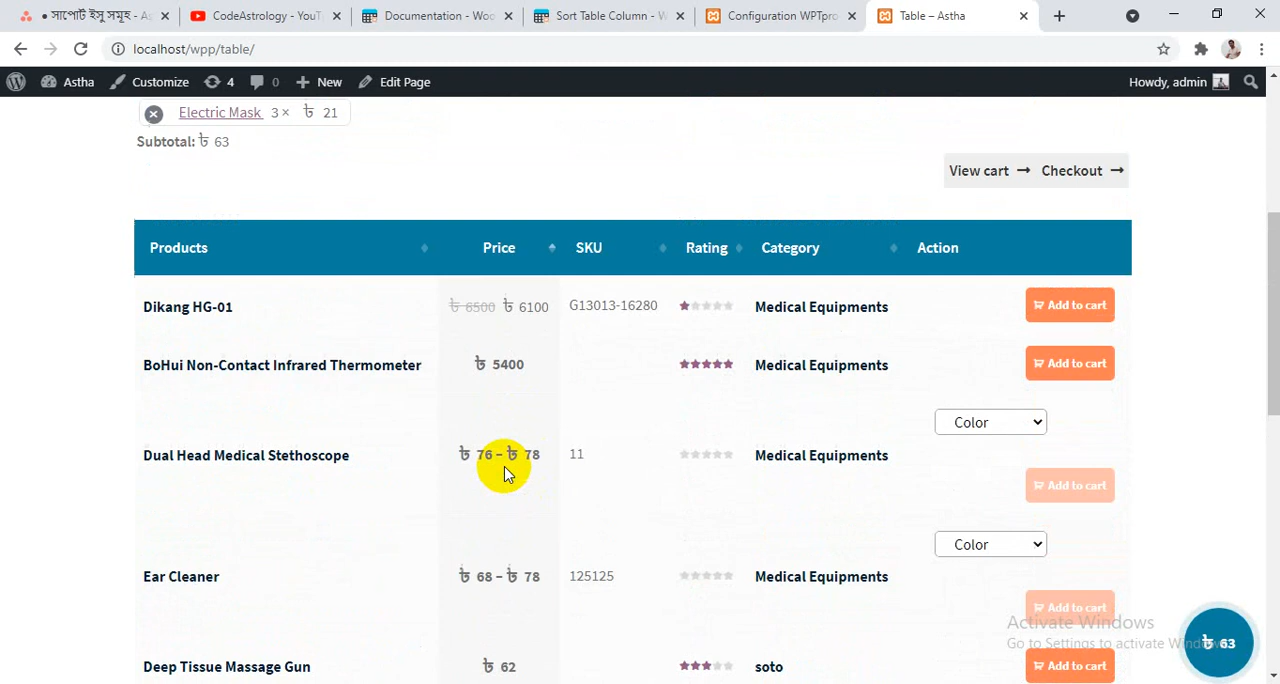 • সাপোর্ট ইসু সমূহ - As
CodeAstrology - YouT
Documentation - Woo
Sort Table Column - W
Configuration WPTpro
Table – Astha
localhost/wpp/table/
Astha Customize 4 0 New Edit Page Howdy, admin
Electric Mask 3 × ৳ 21
Subtotal: ৳ 63
View cart → Checkout →
Products Price SKU Rating Category Action
Dikang HG-01 ৳ 6500 ৳ 6100 G13013-16280 Medical Equipments Add to cart
BoHui Non-Contact Infrared Thermometer ৳ 5400 Medical Equipments Add to cart
Color
Dual Head Medical Stethoscope ৳ 76 – ৳ 78 11 Medical Equipments
Add to cart
Color
Ear Cleaner ৳ 68 – ৳ 78 125125 Medical Equipments
Add to cart
Activate Windows
Go to Settings to activate Wi
৳ 63
Deep Tissue Massage Gun ৳ 62 soto Add to cart